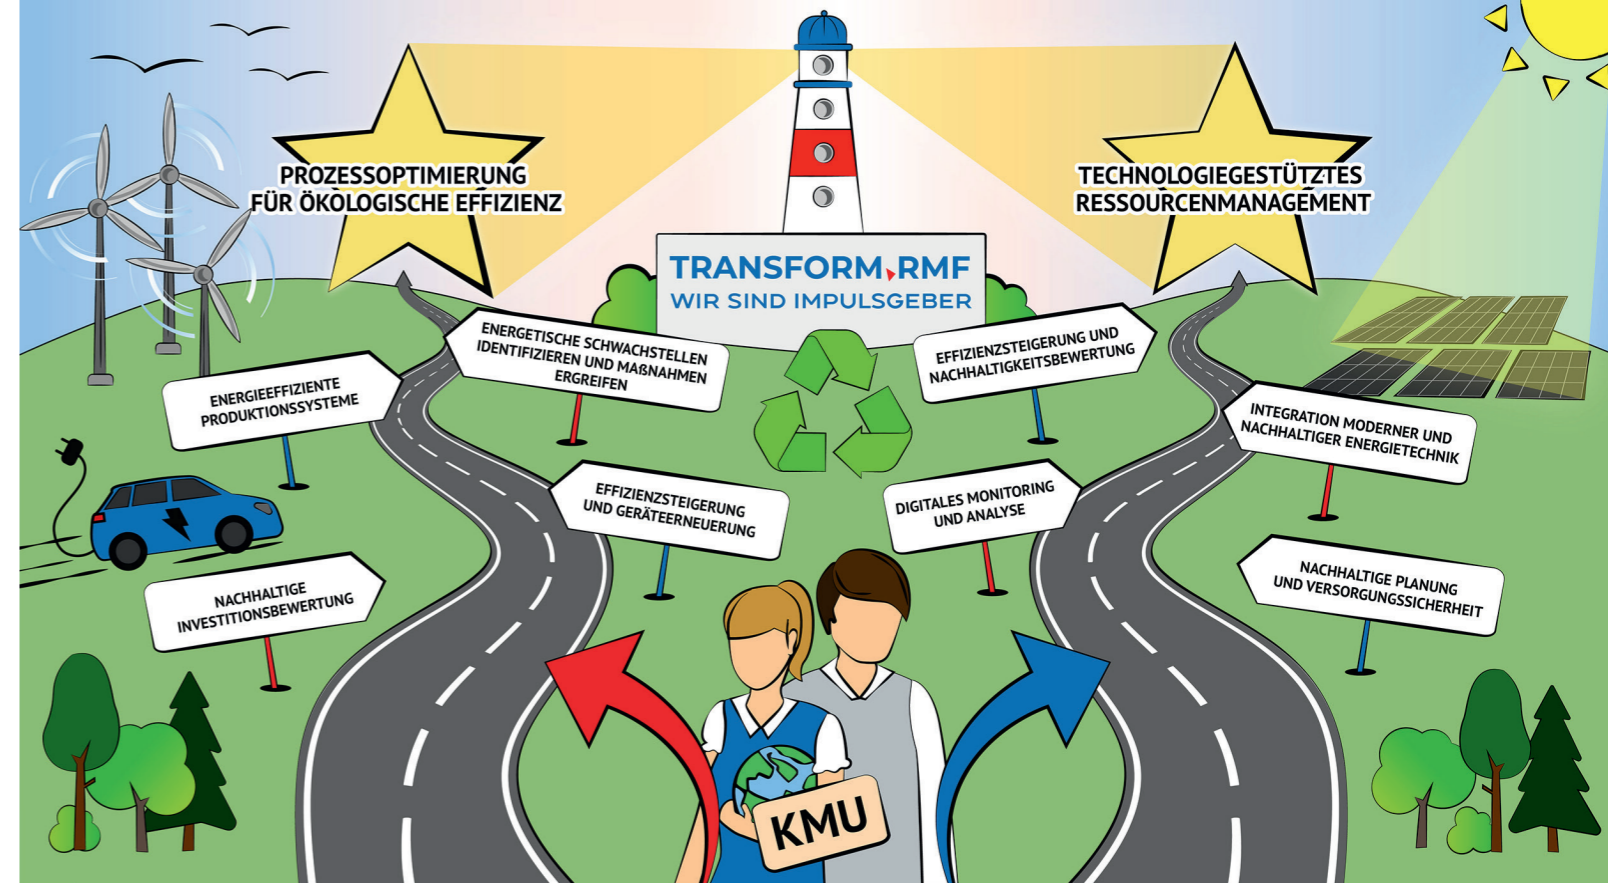 PROZESSOPTIMIERUNG
FÜR ÖKOLOGISCHE EFFIZIENZ
TECHNOLOGIEGESTÜTZTES
RESSOURCENMANAGEMENT
TRANSFORM RMF
WIR SIND IMPULSGEBER
ENERGETISCHE SCHWACHSTELLEN
IDENTIFIZIEREN UND MAßNAHMEN
ERGREIFEN
EFFIZIENZSTEIGERUNG UND
NACHHALTIGKEITSBEWERTUNG
ENERGIEEFFIZIENTE
PRODUKTIONSSYSTEME
INTEGRATION MODERNER UND
NACHHALTIGER ENERGIETECHNIK
EFFIZIENZSTEIGERUNG
UND GERÄTEERNEUERUNG
DIGITALES MONITORING
UND ANALYSE
NACHHALTIGE
INVESTITIONSBEWERTUNG
NACHHALTIGE PLANUNG
UND VERSORGUNGSSICHERHEIT
KMU